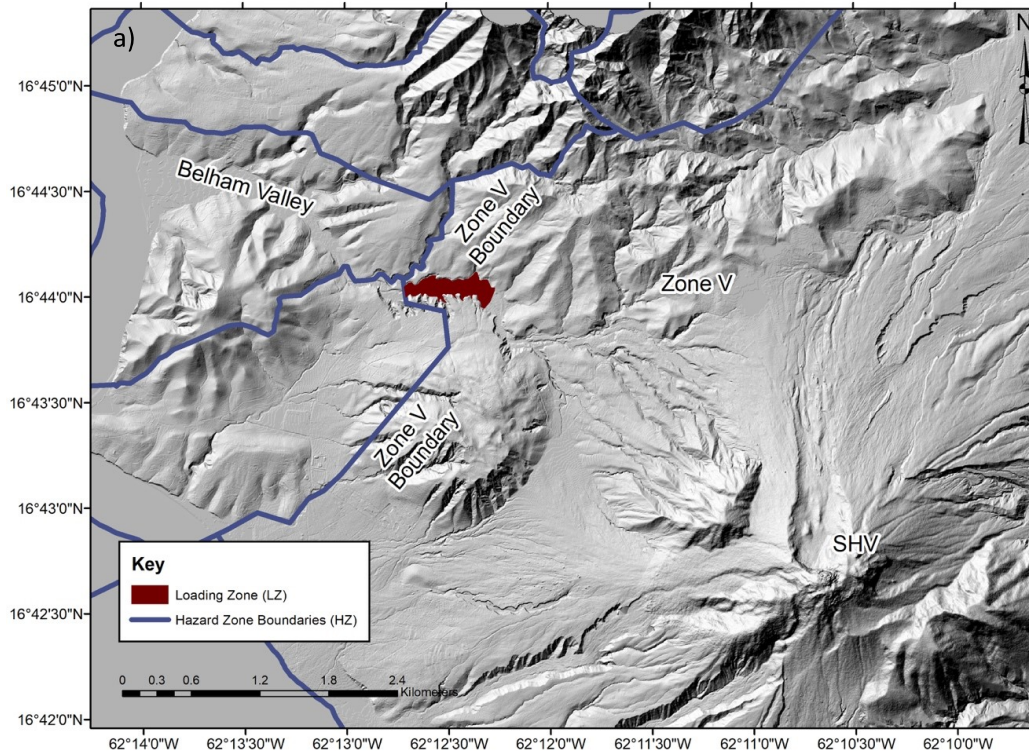 a)
N
16°45'0"N
16°44'30"N
16°44'0"N
16°43'30"N
16°43'0"N
16°42'30"N
16°42'0"N
Belham Valley
Zone V
Boundary
Zone V
Zone V
Boundary
SHV
Key
Loading Zone (LZ)
Hazard Zone Boundaries (HZ)
0 0.3 0.6 1.2 1.8 2.4
Kilometers
62°14'0"W 62°13'30"W 62°13'0"W 62°12'30"W 62°12'0"W 62°11'30"W 62°11'0"W 62°10'30"W 62°10'0"W